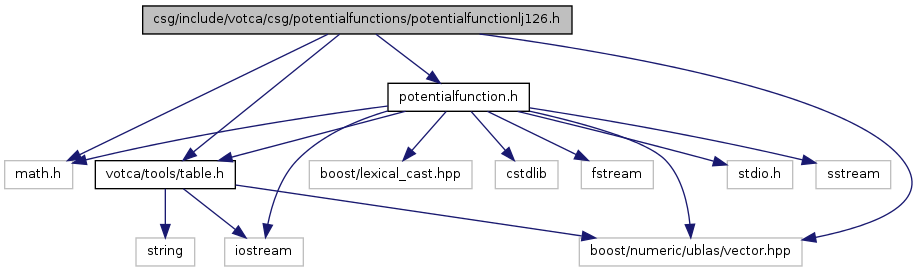 csg/include/votca/csg/potentialfunctions/potentialfunctionlj126.h
potentialfunction.h
math.h
votca/tools/table.h
boost/lexical_cast.hpp
cstdlib
fstream
stdio.h
sstream
string
iostream
boost/numeric/ublas/vector.hpp